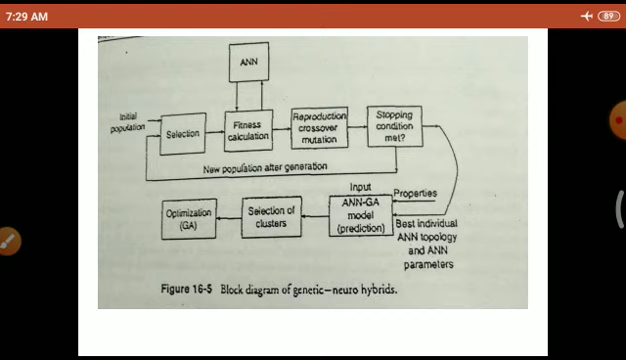 7:29 AM
89
ANN
Initial
population
Selection
Fitness
calculation
Reproduction
crossover
mutation
Stopping
condition
met?
New population after generation
Input
Properties
Optimization
(GA)
Selection of
clusters
ANN-GA
model
(prediction)
Best individual
ANN topology
and ANN
parameters
Figure 16-5 Block diagram of genetic–neuro hybrids.